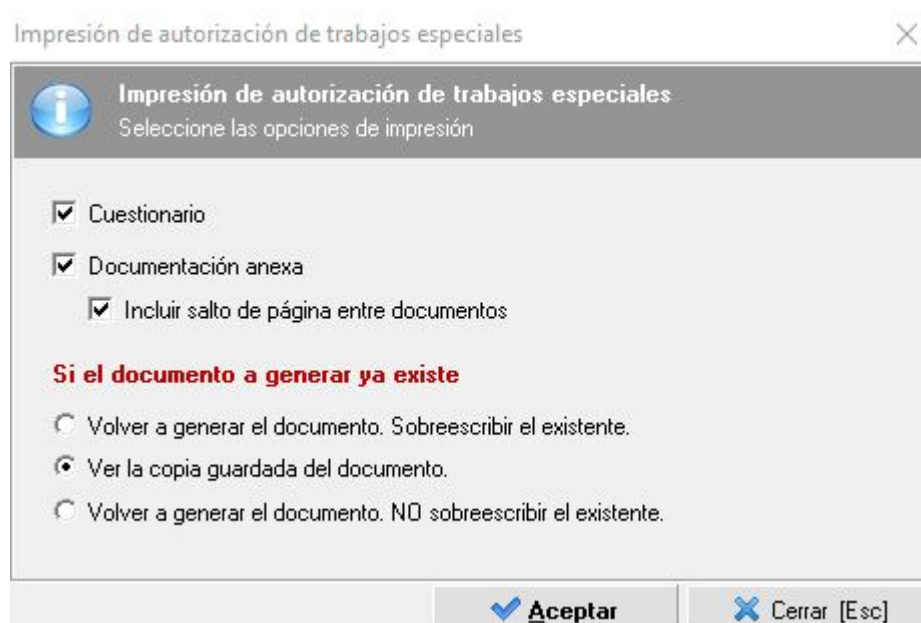 Impresión de autorización de trabajos especiales
Impresión de autorización de trabajos especiales
Seleccione las opciones de impresión
Cuestionario
Documentación anexa
Incluir salto de página entre documentos
Si el documento a generar ya existe
Volver a generar el documento. Sobreescribir el existente.
Ver la copia guardada del documento.
Volver a generar el documento. NO sobreescribir el existente.
Aceptar Cerrar [Esc]